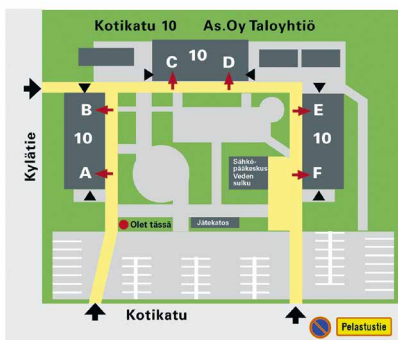 Kotikatu 10 As.Oy Taloyhtiö
10
C D
B
10
A
E
10
F
Kylätie
Sähkö-
pääkeskus
Veden
sulku
Olet tässä
Jätekatos
Kotikatu
Pelastustie